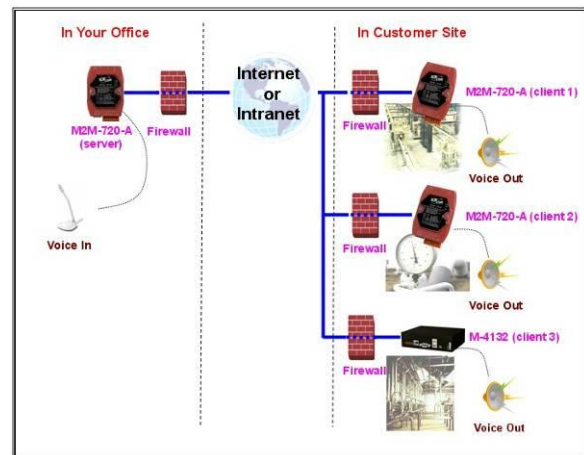 In Your Office
In Customer Site
Internet
or
Intranet
M2M-720-A
(server)
Firewall
Voice In
Firewall
M2M-720-A (client 1)
Voice Out
Firewall
M2M-720-A (client 2)
Voice Out
Firewall
M-4132 (client 3)
Voice Out